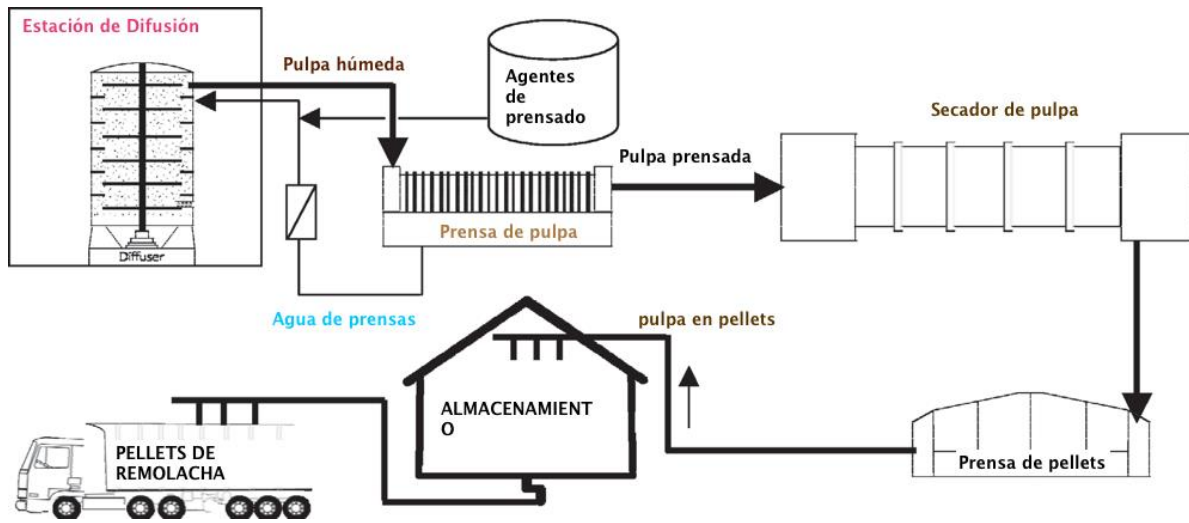 Estación de Difusión
Pulpa húmeda
Agentes
de
prensado
Secador de pulpa
Pulpa prensada
Prensa de pulpa
Diffuser
Agua de prensas
pulpa en pellets
ALMACENAMIENT
O
PELLETS DE
REMOLACHA
Prensa de pellets